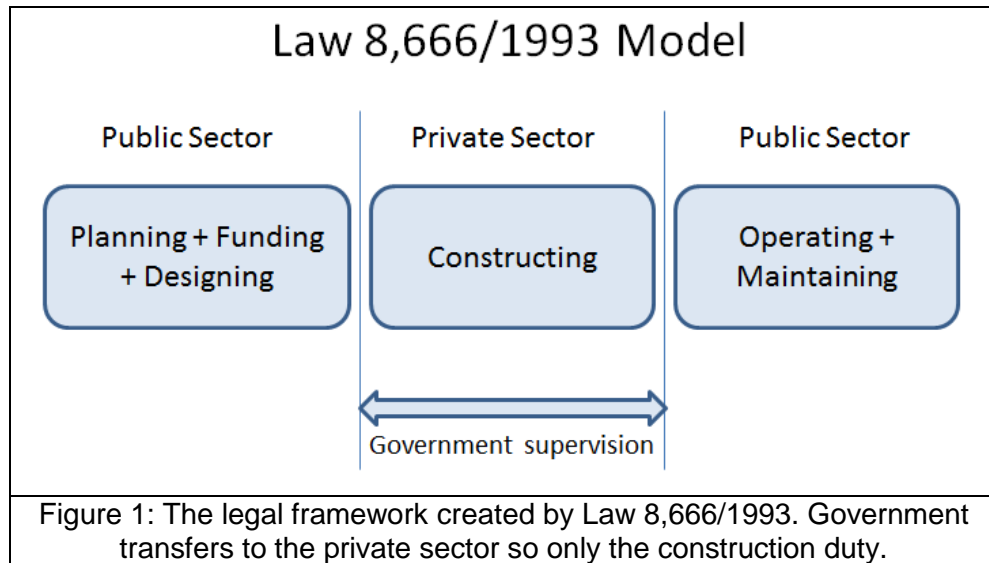 Law 8,666/1993 Model
Public Sector
Private Sector
Public Sector
Planning + Funding
+ Designing
Constructing
Operating +
Maintaining
Government supervision
Figure 1: The legal framework created by Law 8,666/1993. Government
transfers to the private sector so only the construction duty.